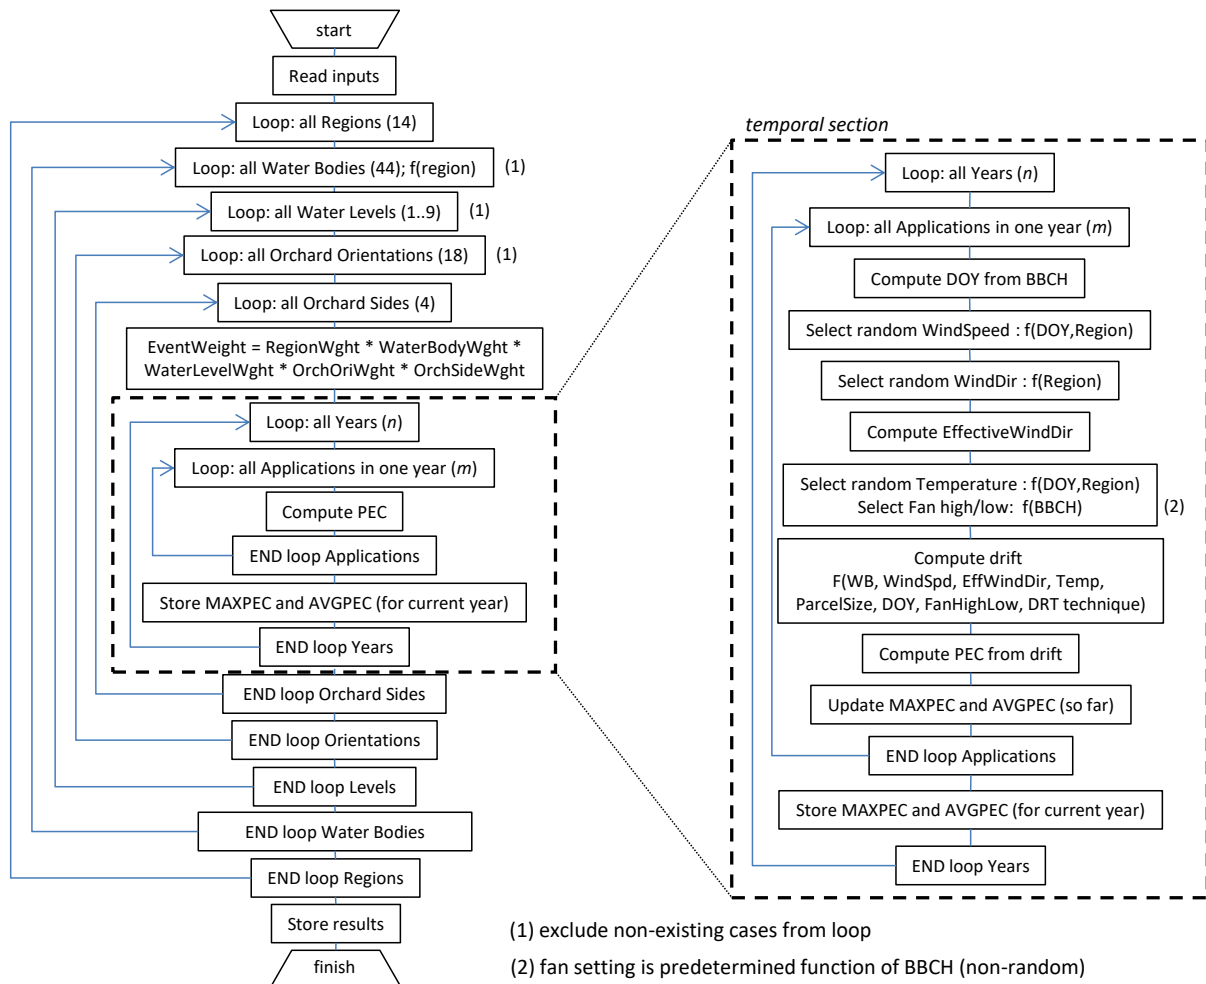 start
Read inputs
Loop: all Regions (14)
Loop: all Water Bodies (44); f(region)
(1)
Loop: all Water Levels (1..9)
(1)
Loop: all Orchard Orientations (18)
(1)
Loop: all Orchard Sides (4)
EventWeight = RegionWght * WaterBodyWght *
WaterLevelWght * OrchOriWght * OrchSideWght
Loop: all Years (n)
Loop: all Applications in one year (m)
Compute PEC
END loop Applications
Store MAXPEC and AVGPEC (for current year)
END loop Years
END loop Orchard Sides
END loop Orientations
END loop Levels
END loop Water Bodies
END loop Regions
Store results
finish
temporal section
Loop: all Years (n)
Loop: all Applications in one year (m)
Compute DOY from BBCH
Select random WindSpeed : f(DOY,Region)
Select random WindDir : f(Region)
Compute EffectiveWindDir
Select random Temperature : f(DOY,Region)
Select Fan high/low: f(BBCH)
(2)
Compute drift
F(WB, WindSpd, EffWindDir, Temp,
ParcelSize, DOY, FanHighLow, DRT technique)
Compute PEC from drift
Update MAXPEC and AVGPEC (so far)
END loop Applications
Store MAXPEC and AVGPEC (for current year)
END loop Years
(1) exclude non-existing cases from loop
(2) fan setting is predetermined function of BBCH (non-random)